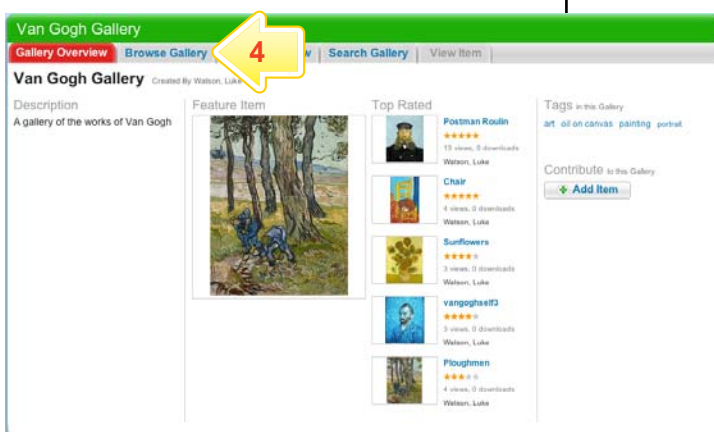 Van Gogh Gallery
Gallery Overview Browse Gallery 4 w Search Gallery View Item
Van Gogh Gallery Created By Watson, Luke
Description
A gallery of the works of Van Gogh
Feature Item
Top Rated
Postman Roulin
19 views, 0 downloads
Watson, Luke
Chair
4 views, 0 downloads
Watson, Luke
Sunflowers
3 views, 0 downloads
Watson, Luke
vangoghself3
3 views, 0 downloads
Watson, Luke
Ploughmen
4 views, 0 downloads
Watson, Luke
Tags in this Gallery
art oil on canvas painting portrait
Contribute to this Gallery
Add Item